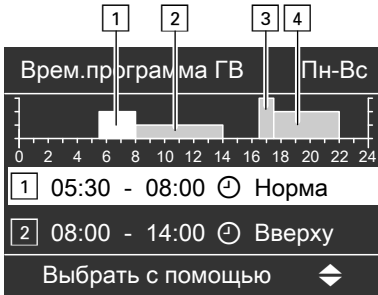 1 2 3 4
Врем.программа ГВ Пн-Вс
0 2 4 6 8 10 12 14 16 18 20 22 24
1 05:30 - 08:00 Норма
2 08:00 - 14:00 Вверху
Выбрать с помощью